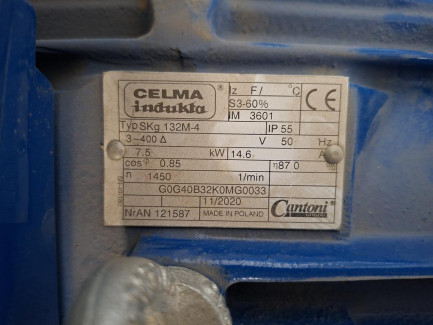 CELMA ® Iz F/ °C
indukta S3-60% CE
IM 3601
Typ SKg 132M-4 IP 55
3~400 Δ V 50 Hz
7.5 kW 14.6 A
cosφ 0.85 η87.0
n 1450 1/min
G0G40B32K0MG0033
11/2020
NrAN 121587 MADE IN POLAND Cantoni ®